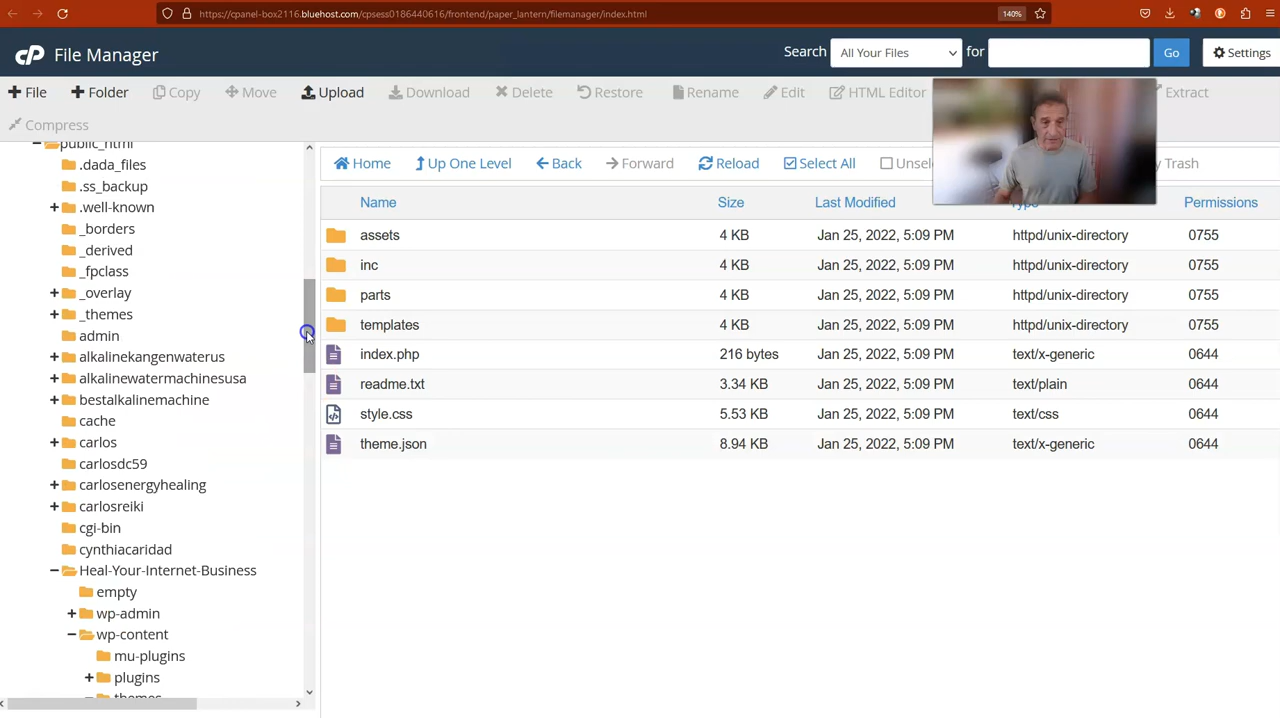 https://cpanel-box2116.bluehost.com/cpsess0186440616/frontend/paper_lantern/filemanager/index.html
140%
cP File Manager
Search All Your Files for Go Settings
File Folder Copy Move Upload Download Delete Restore Rename Edit HTML Editor Extract
Compress
public_html
.dada_files
.ss_backup
.well-known
_borders
_derived
_fpclass
_overlay
_themes
admin
alkalinekangenwaterus
alkalinewatermachinesusa
bestalkalinemachine
cache
carlos
carlosdc59
carlosenergyhealing
carlosreiki
cgi-bin
cynthiacaridad
Heal-Your-Internet-Business
empty
wp-admin
wp-content
mu-plugins
plugins
themes
Home Up One Level Back Forward Reload Select All Unsel Trash
Name Size Last Modified Type Permissions
assets 4 KB Jan 25, 2022, 5:09 PM httpd/unix-directory 0755
inc 4 KB Jan 25, 2022, 5:09 PM httpd/unix-directory 0755
parts 4 KB Jan 25, 2022, 5:09 PM httpd/unix-directory 0755
templates 4 KB Jan 25, 2022, 5:09 PM httpd/unix-directory 0755
index.php 216 bytes Jan 25, 2022, 5:09 PM text/x-generic 0644
readme.txt 3.34 KB Jan 25, 2022, 5:09 PM text/plain 0644
style.css 5.53 KB Jan 25, 2022, 5:09 PM text/css 0644
theme.json 8.94 KB Jan 25, 2022, 5:09 PM text/x-generic 0644